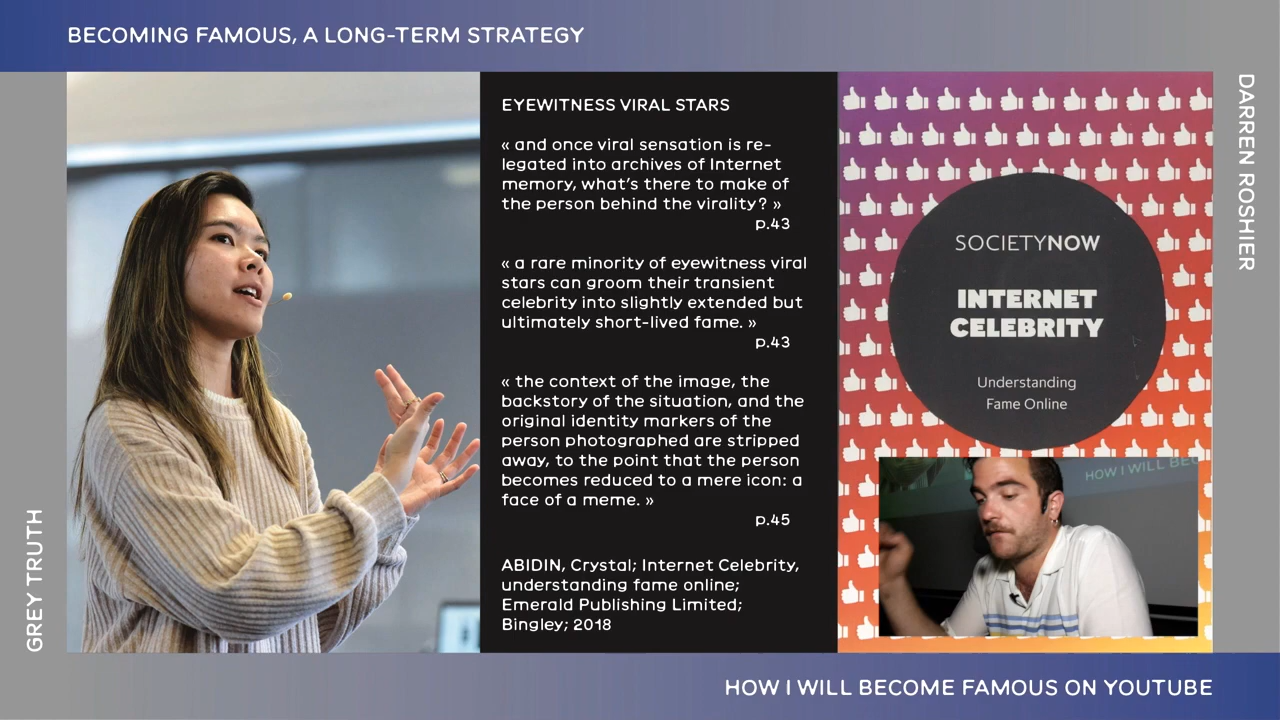 BECOMING FAMOUS, A LONG-TERM STRATEGY
GREY TRUTH
EYEWITNESS VIRAL STARS
« and once viral sensation is re-
legated into archives of Internet
memory, what's there to make of
the person behind the virality? »
p.43
« a rare minority of eyewitness viral
stars can groom their transient
celebrity into slightly extended but
ultimately short-lived fame. »
p.43
« the context of the image, the
backstory of the situation, and the
original identity markers of the
person photographed are stripped
away, to the point that the person
becomes reduced to a mere icon: a
face of a meme. »
p.45
ABIDIN, Crystal; Internet Celebrity,
understanding fame online;
Emerald Publishing Limited;
Bingley; 2018
SOCIETYNOW
INTERNET
CELEBRITY
Understanding
Fame Online
HOW I WILL BEC
DARREN ROSHIER
HOW I WILL BECOME FAMOUS ON YOUTUBE